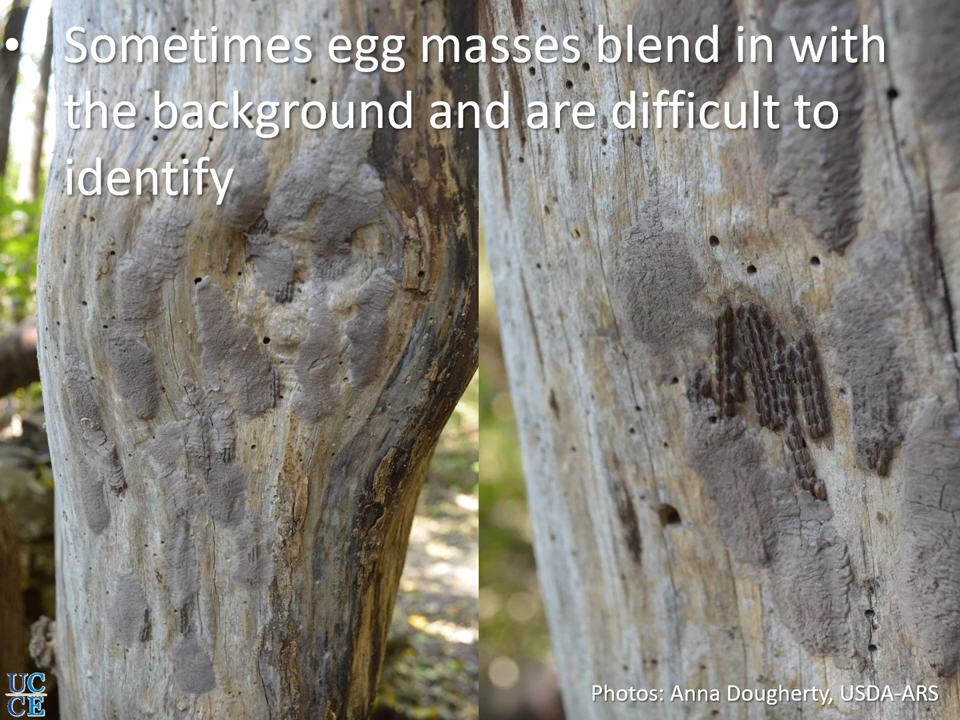 • Sometimes egg masses blend in with
the background and are difficult to
identify
UC
CE
Photos: Anna Dougherty, USDA-ARS